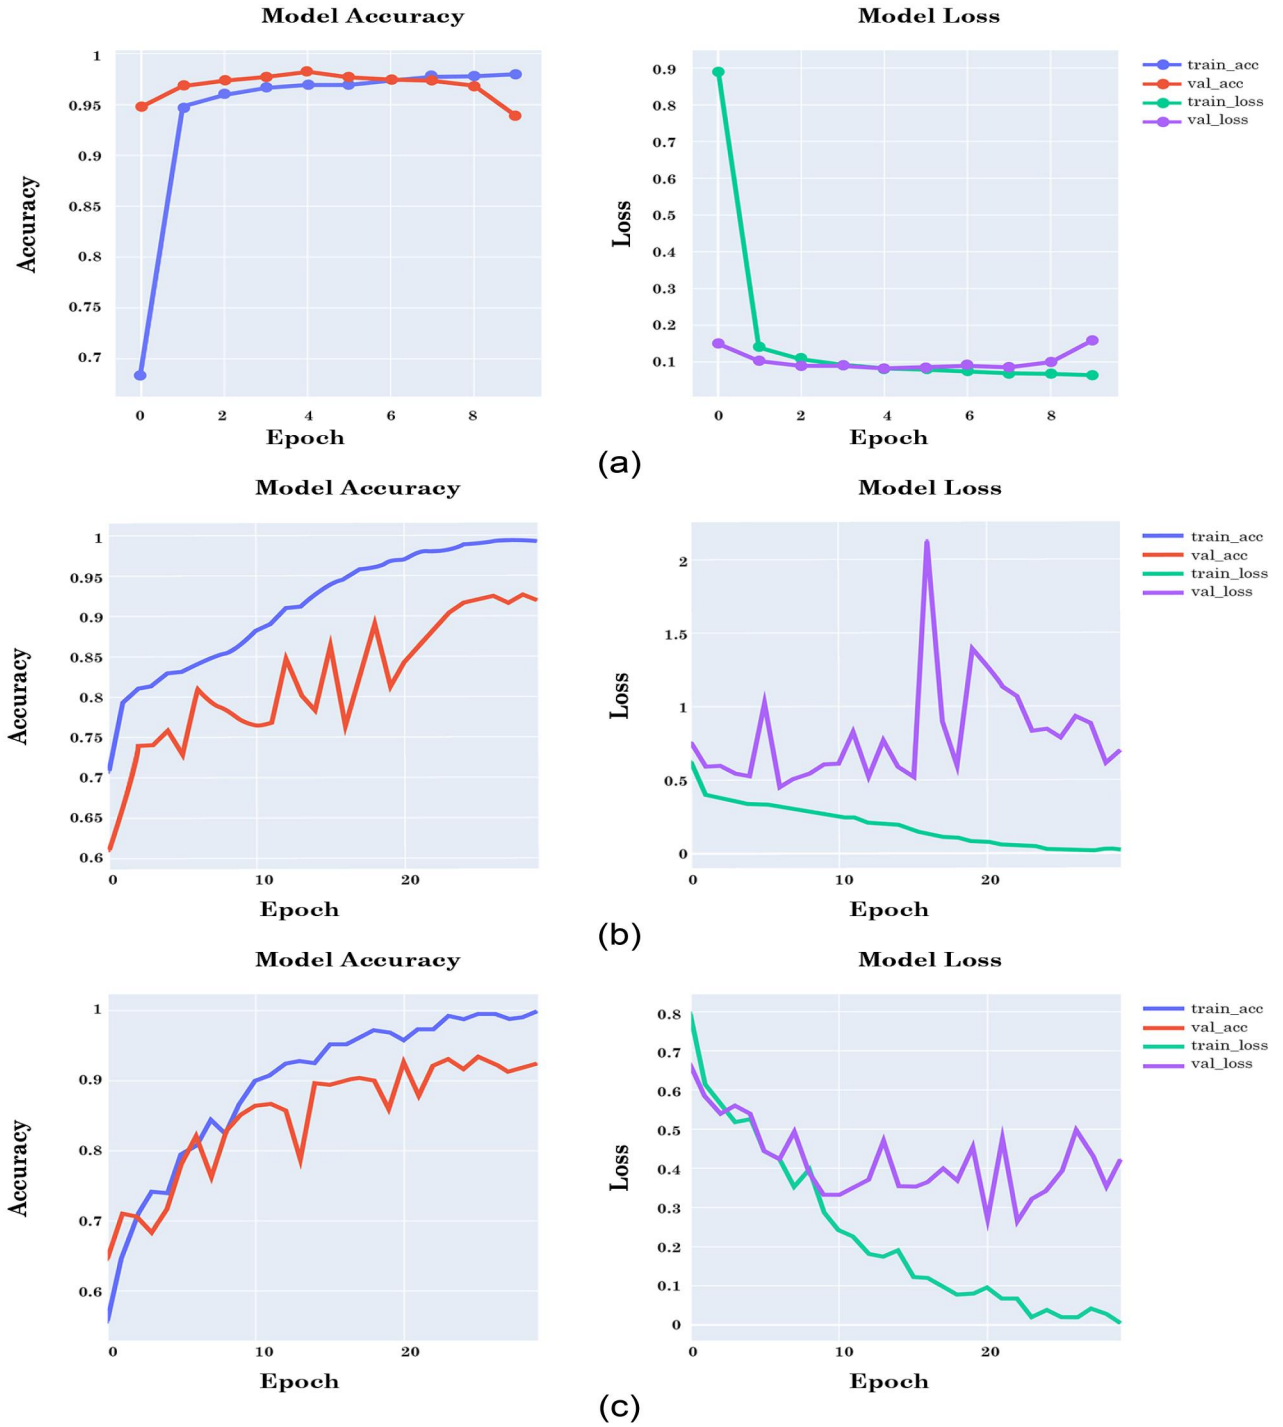 Model Accuracy
Model Loss
1
0.95
0.9
0.85
0.8
0.75
0.7
Accuracy
0 2 4 6 8
Epoch
0.9
0.8
0.7
0.6
0.5
0.4
0.3
0.2
0.1
Loss
0 2 4 6 8
Epoch
train_acc
val_acc
train_loss
val_loss
(a)
Model Accuracy
Model Loss
1
0.95
0.9
0.85
0.8
0.75
0.7
0.65
0.6
Accuracy
0 10 20
Epoch
2
1.5
1
0.5
0
Loss
0 10 20
Epoch
train_acc
val_acc
train_loss
val_loss
(b)
Model Accuracy
Model Loss
1
0.9
0.8
0.7
0.6
Accuracy
0 10 20
Epoch
0.8
0.7
0.6
0.5
0.4
0.3
0.2
0.1
0
Loss
0 10 20
Epoch
train_acc
val_acc
train_loss
val_loss
(c)